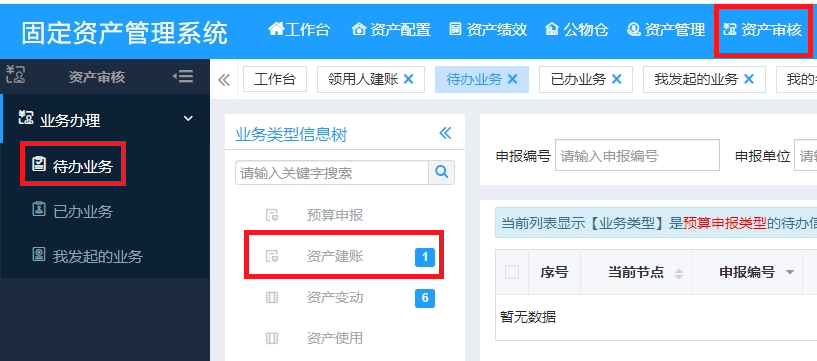 固定资产管理系统
工作台 资产配置 资产绩效 公物仓 资产管理 资产审核
资产审核
工作台 领用人建账 待办业务 已办业务 我发起的业务
业务办理
待办业务
已办业务
我发起的业务
业务类型信息树
请输入关键字搜索
预算申报
资产建账 1
资产变动 6
资产使用
申报编号 请输入申报编号 申报单位
当前列表显示【业务类型】是预算申报类型的待办
序号 当前节点 申报编号
暂无数据